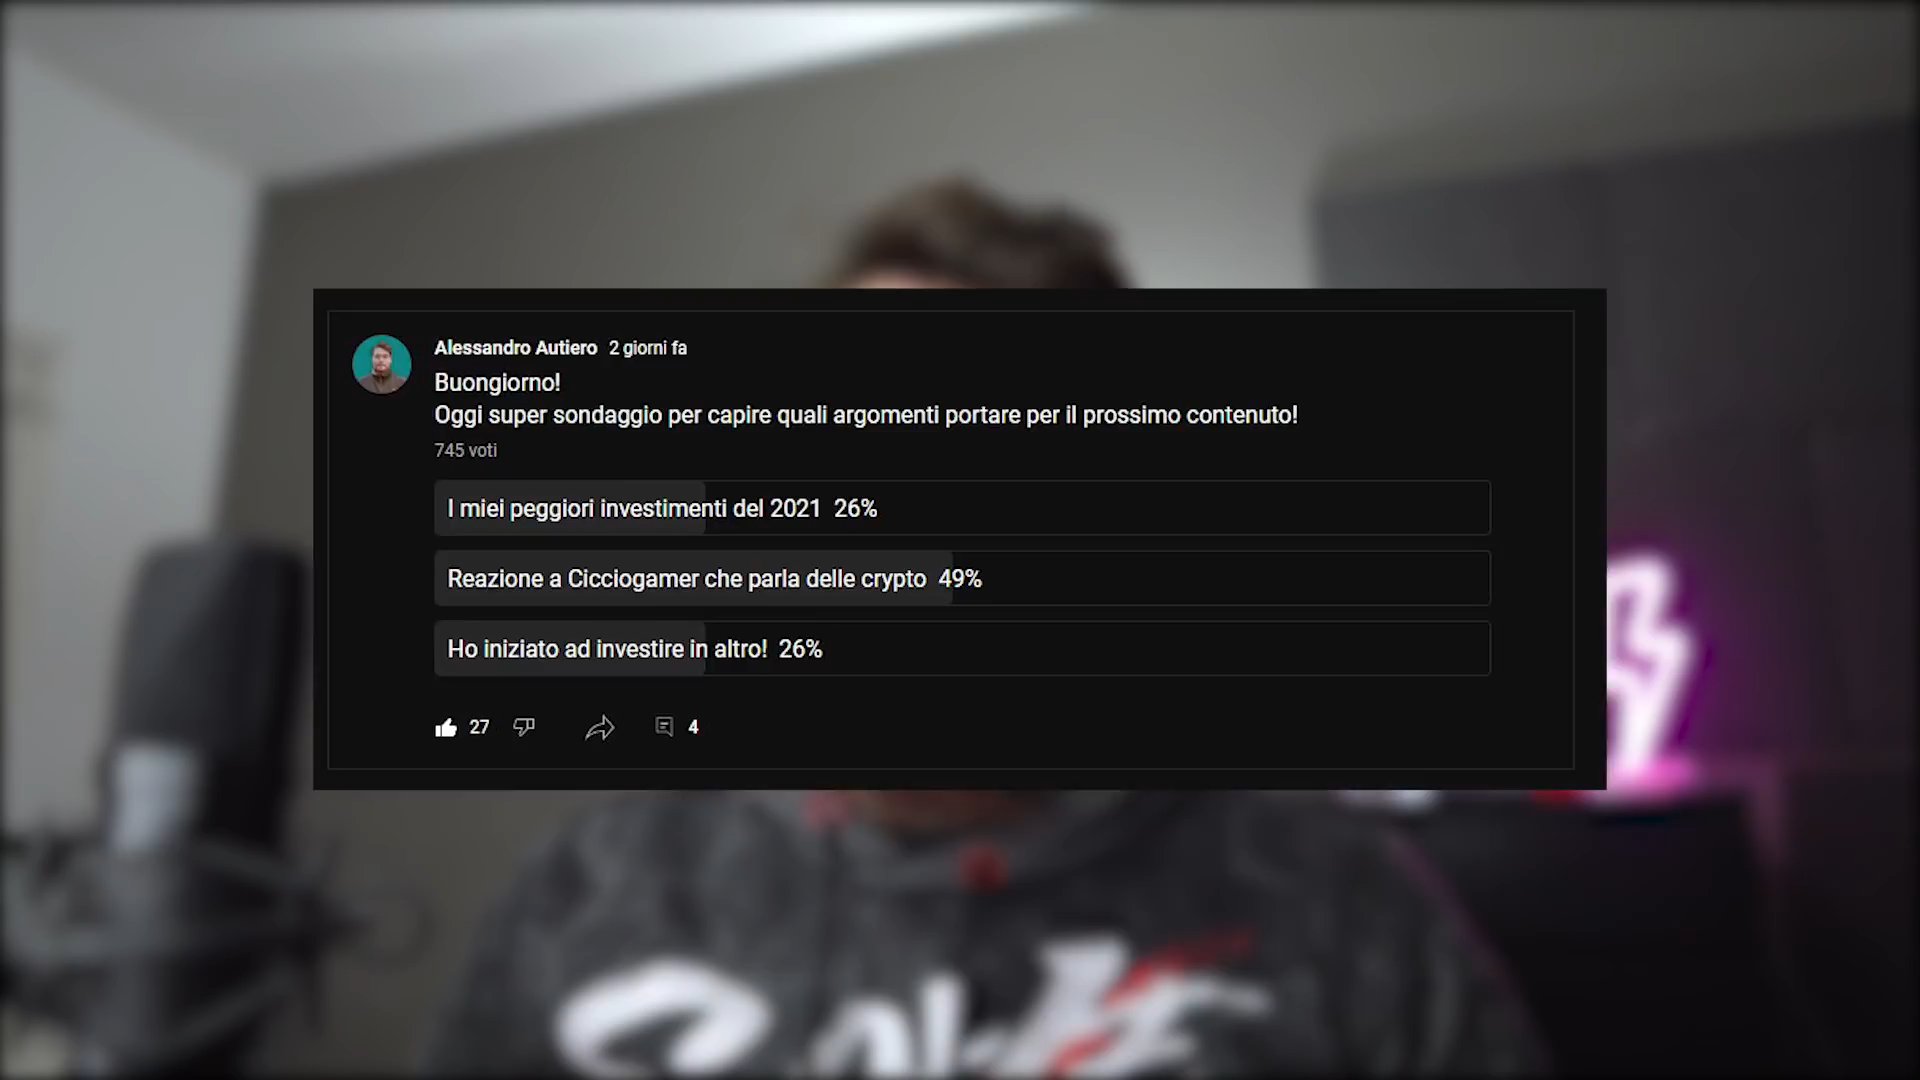 Alessandro Autiero 2 giorni fa
Buongiorno!
Oggi super sondaggio per capire quali argomenti portare per il prossimo contenuto!
745 voti
I miei peggiori investimenti del 2021 26%
Reazione a Cicciogamer che parla delle crypto 49%
Ho iniziato ad investire in altro! 26%
27 4